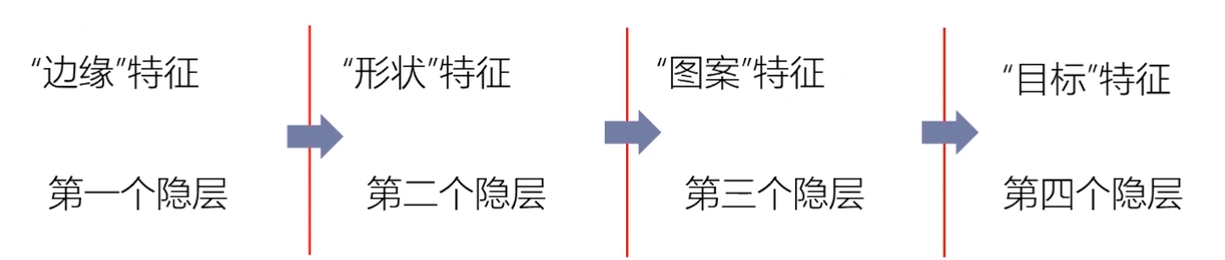 “边缘”特征
“形状”特征
“图案”特征
“目标”特征
第一个隐层
第二个隐层
第三个隐层
第四个隐层